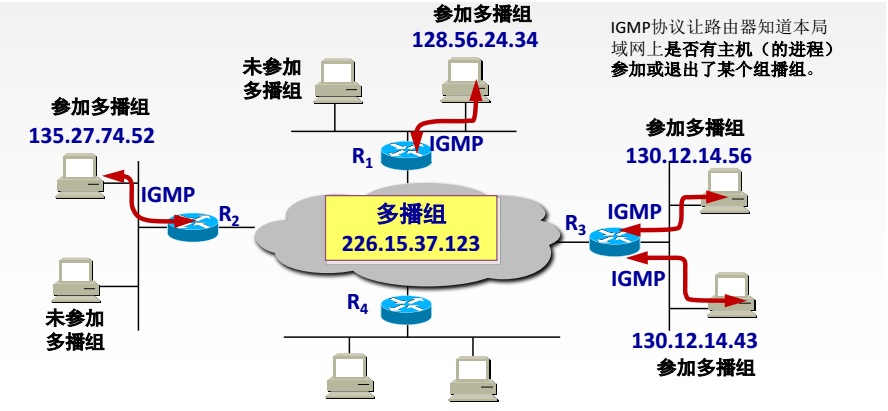 参加多播组
128.56.24.34
IGMP协议让路由器知道本局
域网上是否有主机（的进程）
参加或退出了某个组播组。
未参加
多播组
参加多播组
135.27.74.52
IGMP
R1
参加多播组
130.12.14.56
IGMP
R2
多播组
226.15.37.123
R3
IGMP
IGMP
R4
未参加
多播组
130.12.14.43
参加多播组